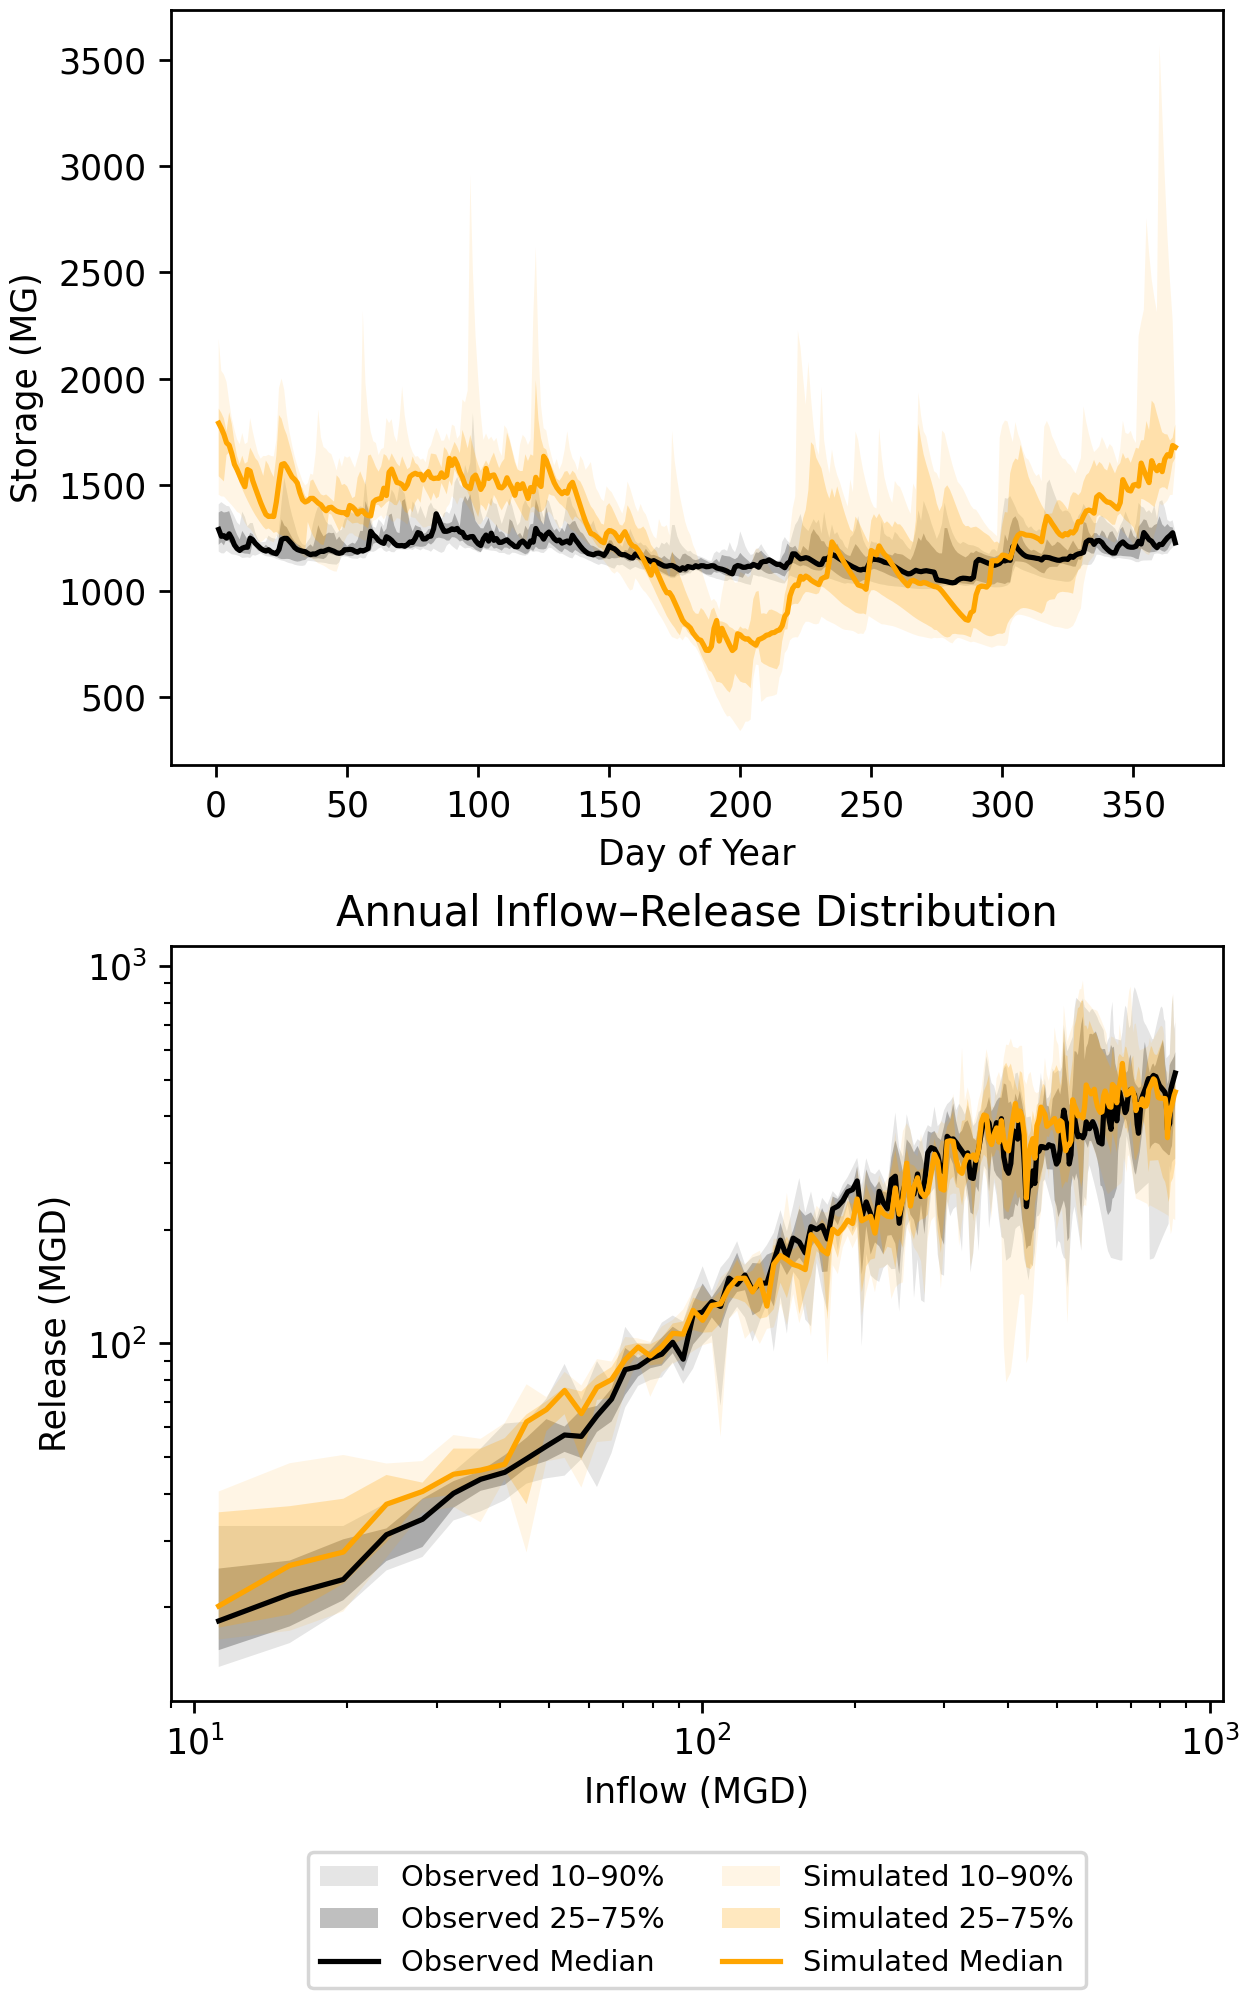 3500
3000
2500
2000
1500
1000
500
Storage (MG)
0 50 100 150 200 250 300 350
Day of Year
Annual Inflow–Release Distribution
10³
10²
Release (MGD)
10¹ 10² 10³
Inflow (MGD)
Observed 10–90% Simulated 10–90%
Observed 25–75% Simulated 25–75%
Observed Median Simulated Median